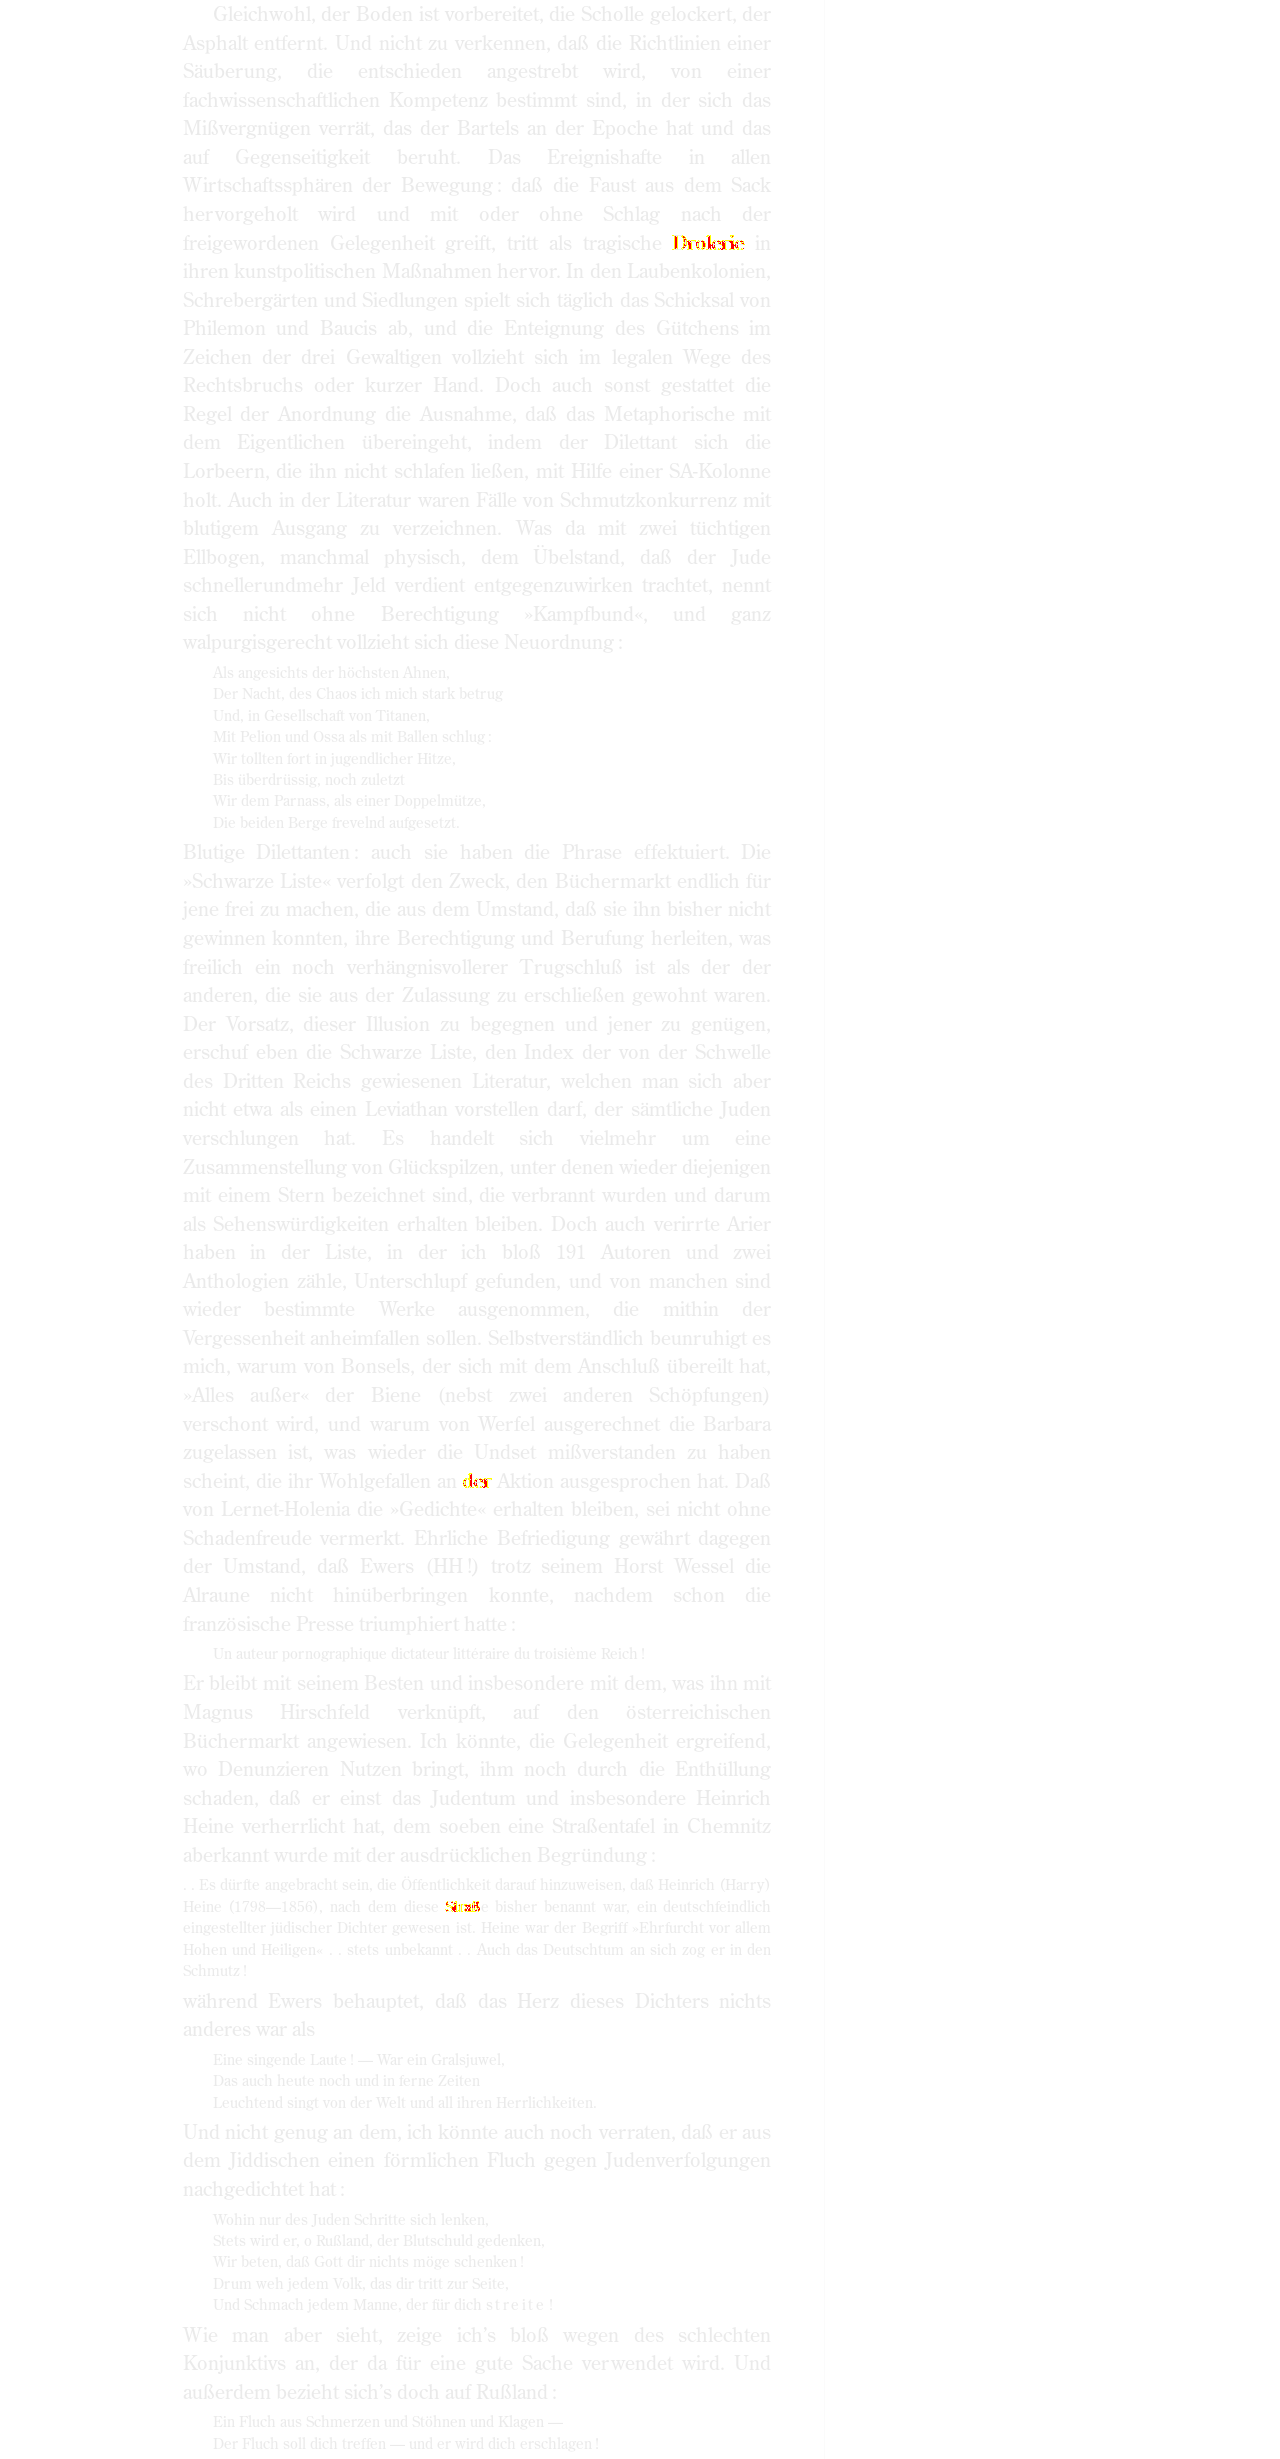 Gleichwohl, der Boden ist vorbereitet, die Scholle gelockert, der
Asphalt entfernt. Und nicht zu verkennen, daß die Richtlinien einer
Säuberung, die entschieden angestrebt wird, von einer
fachwissenschaftlichen Kompetenz bestimmt sind, in der sich das
Mißvergnügen verrät, das der Bartels an der Epoche hat und das
auf Gegenseitigkeit beruht. Das Ereignishafte in allen
Wirtschaftssphären der Bewegung : daß die Faust aus dem Sack
hervorgeholt wird und mit oder ohne Schlag nach der
freigewordenen Gelegenheit greift, tritt als tragische Drolerie in
ihren kunstpolitischen Maßnahmen hervor. In den Laubenkolonien,
Schrebergärten und Siedlungen spielt sich täglich das Schicksal von
Philemon und Baucis ab, und die Enteignung des Gütchens im
Zeichen der drei Gewaltigen vollzieht sich im legalen Wege des
Rechtsbruchs oder kurzer Hand. Doch auch sonst gestattet die
Regel der Anordnung die Ausnahme, daß das Metaphorische mit
dem Eigentlichen übereingeht, indem der Dilettant sich die
Lorbeern, die ihn nicht schlafen ließen, mit Hilfe einer SA-Kolonne
holt. Auch in der Literatur waren Fälle von Schmutzkonkurrenz mit
blutigem Ausgang zu verzeichnen. Was da mit zwei tüchtigen
Ellbogen, manchmal physisch, dem Übelstand, daß der Jude
schnellerundmehr Jeld verdient entgegenzuwirken trachtet, nennt
sich nicht ohne Berechtigung »Kampfbund«, und ganz
walpurgisgerecht vollzieht sich diese Neuordnung :
Als angesichts der höchsten Ahnen,
Der Nacht, des Chaos ich mich stark betrug
Und, in Gesellschaft von Titanen,
Mit Pelion und Ossa als mit Ballen schlug :
Wir tollten fort in jugendlicher Hitze,
Bis überdrüssig, noch zuletzt
Wir dem Parnass, als einer Doppelmütze,
Die beiden Berge frevelnd aufgesetzt.
Blutige Dilettanten : auch sie haben die Phrase effektuiert. Die
»Schwarze Liste« verfolgt den Zweck, den Büchermarkt endlich für
jene frei zu machen, die aus dem Umstand, daß sie ihn bisher nicht
gewinnen konnten, ihre Berechtigung und Berufung herleiten, was
freilich ein noch verhängnisvollerer Trugschluß ist als der der
anderen, die sie aus der Zulassung zu erschließen gewohnt waren.
Der Vorsatz, dieser Illusion zu begegnen und jener zu genügen,
erschuf eben die Schwarze Liste, den Index der von der Schwelle
des Dritten Reichs gewiesenen Literatur, welchen man sich aber
nicht etwa als einen Leviathan vorstellen darf, der sämtliche Juden
verschlungen hat. Es handelt sich vielmehr um eine
Zusammenstellung von Glückspilzen, unter denen wieder diejenigen
mit einem Stern bezeichnet sind, die verbrannt wurden und darum
als Sehenswürdigkeiten erhalten bleiben. Doch auch verirrte Arier
haben in der Liste, in der ich bloß 191 Autoren und zwei
Anthologien zähle, Unterschlupf gefunden, und von manchen sind
wieder bestimmte Werke ausgenommen, die mithin der
Vergessenheit anheimfallen sollen. Selbstverständlich beunruhigt es
mich, warum von Bonsels, der sich mit dem Anschluß übereilt hat,
»Alles außer« der Biene (nebst zwei anderen Schöpfungen)
verschont wird, und warum von Werfel ausgerechnet die Barbara
zugelassen ist, was wieder die Undset mißverstanden zu haben
scheint, die ihr Wohlgefallen an der Aktion ausgesprochen hat. Daß
von Lernet-Holenia die »Gedichte« erhalten bleiben, sei nicht ohne
Schadenfreude vermerkt. Ehrliche Befriedigung gewährt dagegen
der Umstand, daß Ewers (HH !) trotz seinem Horst Wessel die
Alraune nicht hinüberbringen konnte, nachdem schon die
französische Presse triumphiert hatte :
Un auteur pornographique dictateur littéraire du troisième Reich !
Er bleibt mit seinem Besten und insbesondere mit dem, was ihn mit
Magnus Hirschfeld verknüpft, auf den österreichischen
Büchermarkt angewiesen. Ich könnte, die Gelegenheit ergreifend,
wo Denunzieren Nutzen bringt, ihm noch durch die Enthüllung
schaden, daß er einst das Judentum und insbesondere Heinrich
Heine verherrlicht hat, dem soeben eine Straßentafel in Chemnitz
aberkannt wurde mit der ausdrücklichen Begründung :
. . Es dürfte angebracht sein, die Öffentlichkeit darauf hinzuweisen, daß Heinrich (Harry)
Heine (1798—1856), nach dem diese Straße bisher benannt war, ein deutschfeindlich
eingestellter jüdischer Dichter gewesen ist. Heine war der Begriff »Ehrfurcht vor allem
Hohen und Heiligen« . . stets unbekannt . . Auch das Deutschtum an sich zog er in den
Schmutz !
während Ewers behauptet, daß das Herz dieses Dichters nichts
anderes war als
Eine singende Laute ! — War ein Gralsjuwel,
Das auch heute noch und in ferne Zeiten
Leuchtend singt von der Welt und all ihren Herrlichkeiten.
Und nicht genug an dem, ich könnte auch noch verraten, daß er aus
dem Jiddischen einen förmlichen Fluch gegen Judenverfolgungen
nachgedichtet hat :
Wohin nur des Juden Schritte sich lenken,
Stets wird er, o Rußland, der Blutschuld gedenken,
Wir beten, daß Gott dir nichts möge schenken !
Drum weh jedem Volk, das dir tritt zur Seite,
Und Schmach jedem Manne, der für dich streite !
Wie man aber sieht, zeige ich's bloß wegen des schlechten
Konjunktivs an, der da für eine gute Sache verwendet wird. Und
außerdem bezieht sich's doch auf Rußland :
Ein Fluch aus Schmerzen und Stöhnen und Klagen —
Der Fluch soll dich treffen — und er wird dich erschlagen !